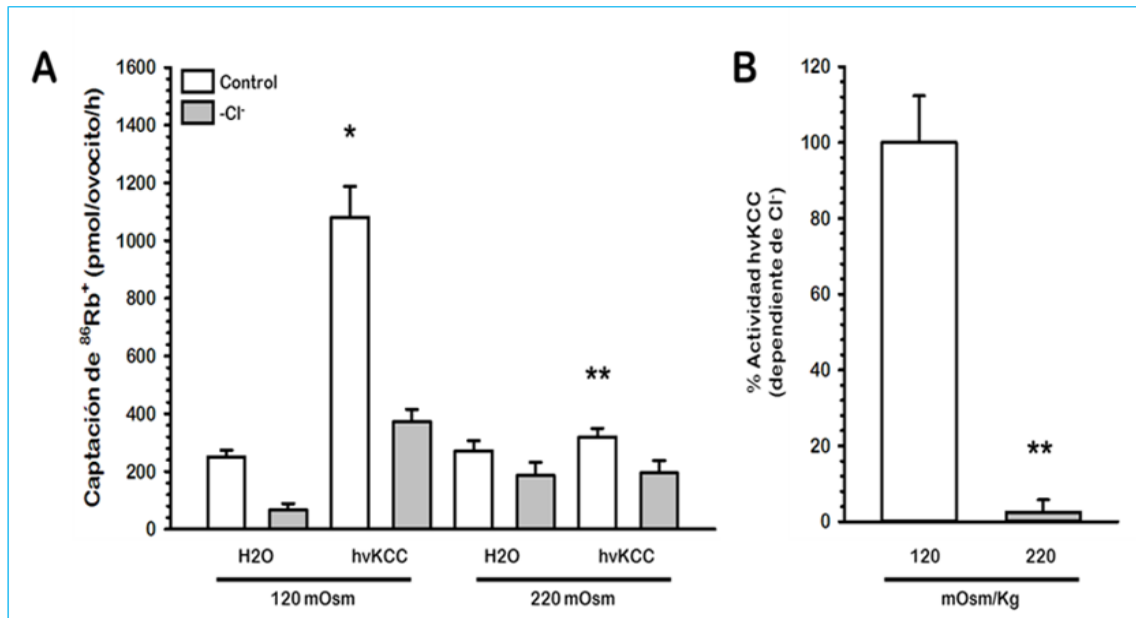 A
Captación de ⁸⁶Rb⁺ (pmol/ovocito/h)
1600
1400
1200
1000
800
600
400
200
0
Control
-Cl⁻
*
**
H2O
hvKCC
H2O
hvKCC
120 mOsm
220 mOsm
B
% Actividad hvKCC
(dependiente de Cl⁻)
120
100
80
60
40
20
0
**
120
220
mOsm/Kg